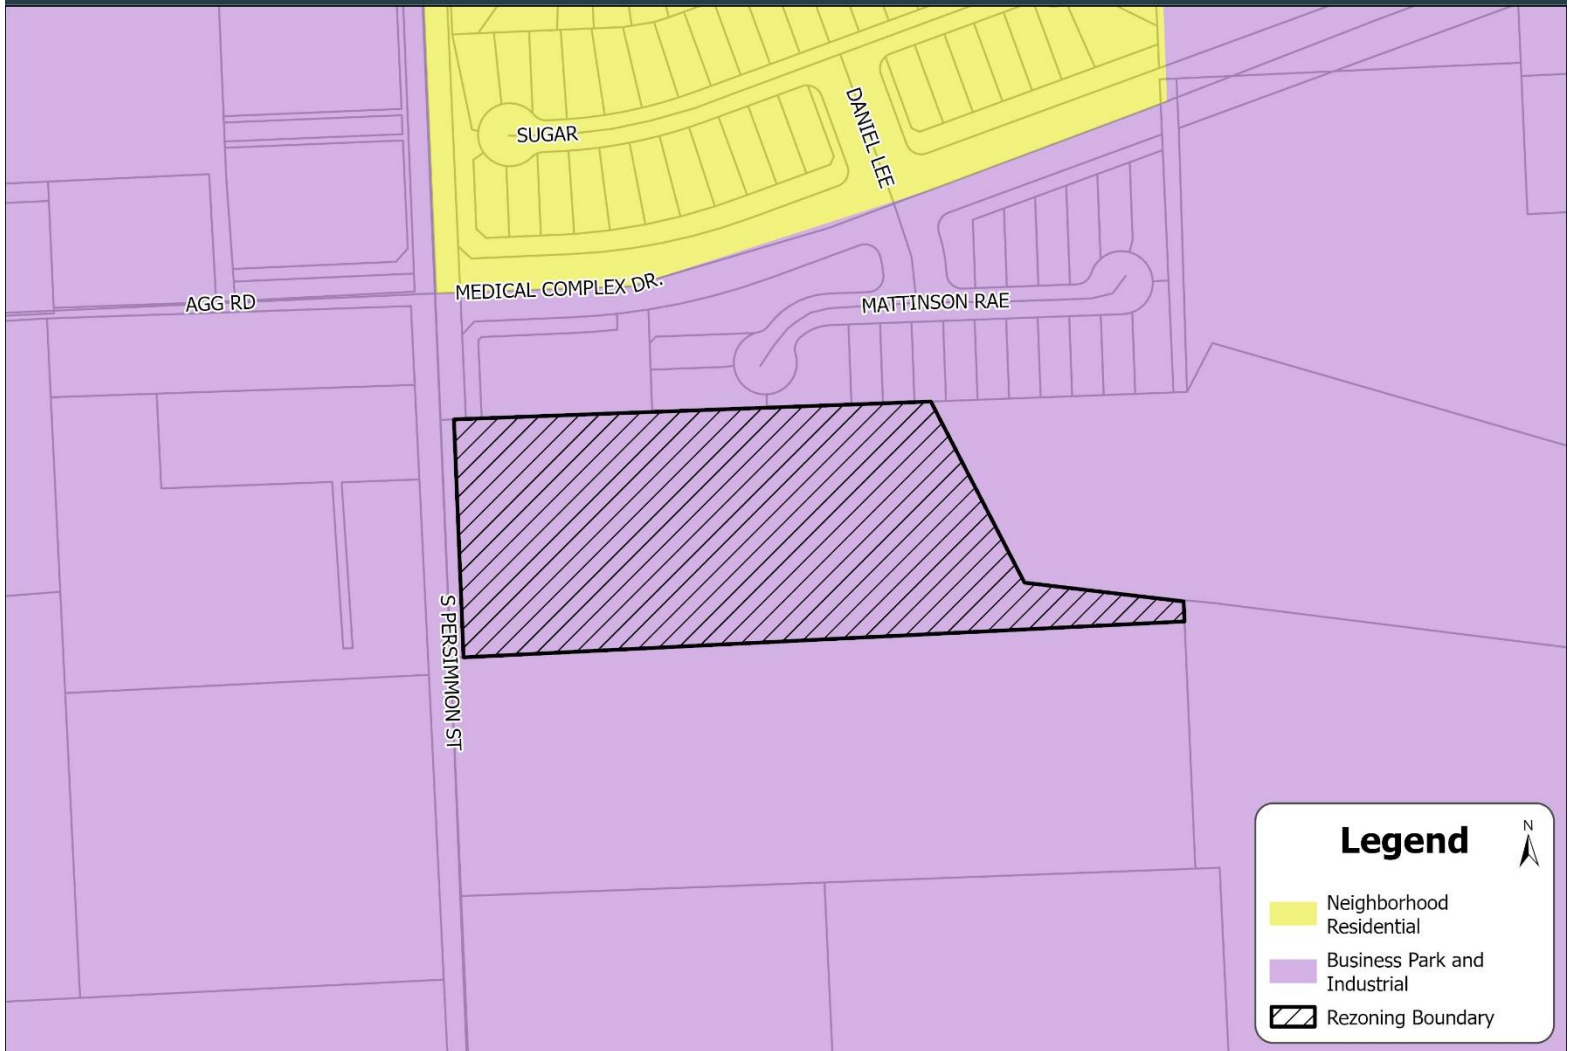 SUGAR
DANIEL LEE
MEDICAL COMPLEX DR.
AGG RD
MATTINSON RAE
S PERSIMMON ST
Legend
N
Neighborhood
Residential
Business Park and
Industrial
Rezoning Boundary